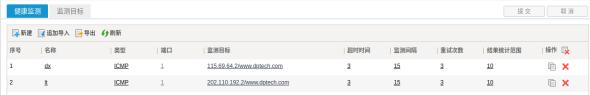 健康监测 监测目标 提交 取消
新建 追加导入 导出 刷新
序号 名称 类型 端口 监测目标 超时时间 监测间隔 重试次数 结果统计范围 操作
1 dx ICMP 1 115.69.64.2/www.dptech.com 3 15 3 10
2 lt ICMP 1 202.110.192.2/www.dptech.com 3 15 3 10